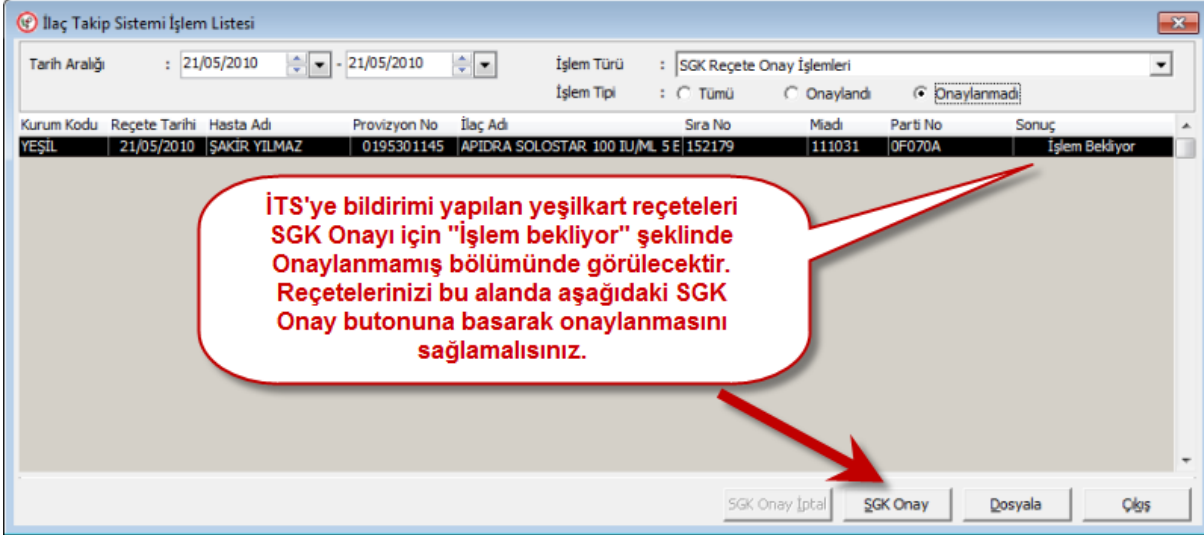 İlaç Takip Sistemi İşlem Listesi
Tarih Aralığı : 21/05/2010 - 21/05/2010 İşlem Türü : SGK Reçete Onay İşlemleri
İşlem Tipi : Tümü Onaylandı Onaylanmadı
Kurum Kodu Reçete Tarihi Hasta Adı Provizyon No İlaç Adı Sıra No Miadı Parti No Sonuç
YEŞİL 21/05/2010 ŞAKİR YILMAZ 0195301145 APIDRA SOLOSTAR 100 IU/ML 5 E 152179 111031 0F070A İşlem Bekliyor
İTS'ye bildirimi yapılan yeşilkart reçeteleri
SGK Onayı için "İşlem bekliyor" şeklinde
Onaylanmamış bölümünde görülecektir.
Reçetelerinizi bu alanda aşağıdaki SGK
Onay butonuna basarak onaylanmasını
sağlamalısınız.
SGK Onay İptal SGK Onay Dosyala Çıkış